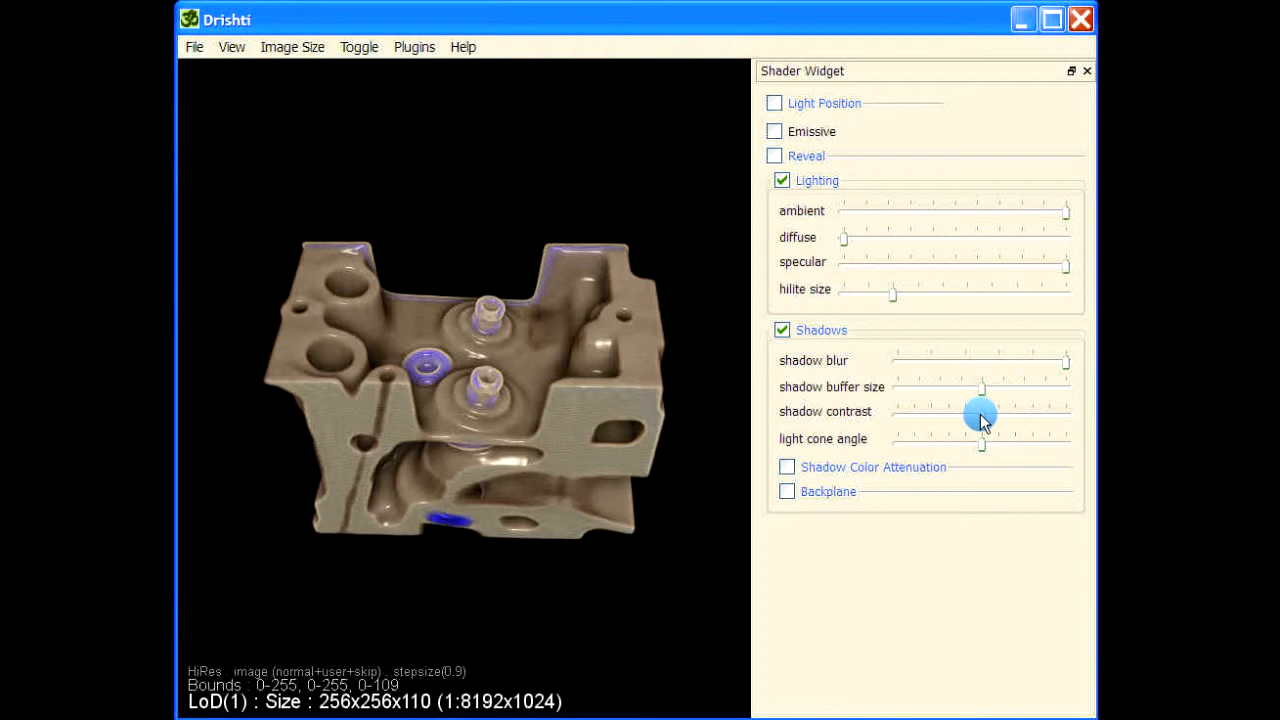 Drishti
File View Image Size Toggle Plugins Help
Shader Widget
Light Position
Emissive
Reveal
Lighting
ambient
diffuse
specular
hilite size
Shadows
shadow blur
shadow buffer size
shadow contrast
light cone angle
Shadow Color Attenuation
Backplane
HiRes image (normal+user+skip) . stepsize(0.9)
Bounds : 0-255, 0-255, 0-109
LoD(1) : Size : 256x256x110 (1:8192x1024)